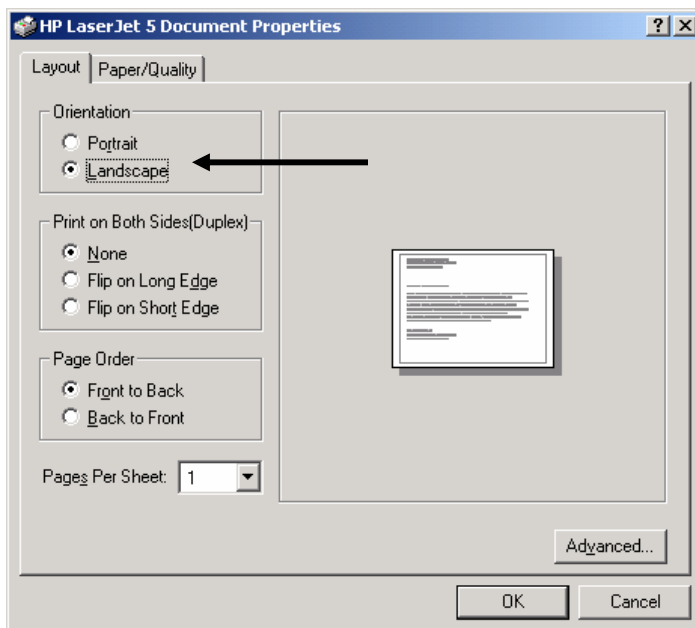 HP LaserJet 5 Document Properties
Layout
Paper/Quality
Orientation
Portrait
Landscape
Print on Both Sides(Duplex)
None
Flip on Long Edge
Flip on Short Edge
Page Order
Front to Back
Back to Front
Pages Per Sheet: 1
Advanced...
OK
Cancel